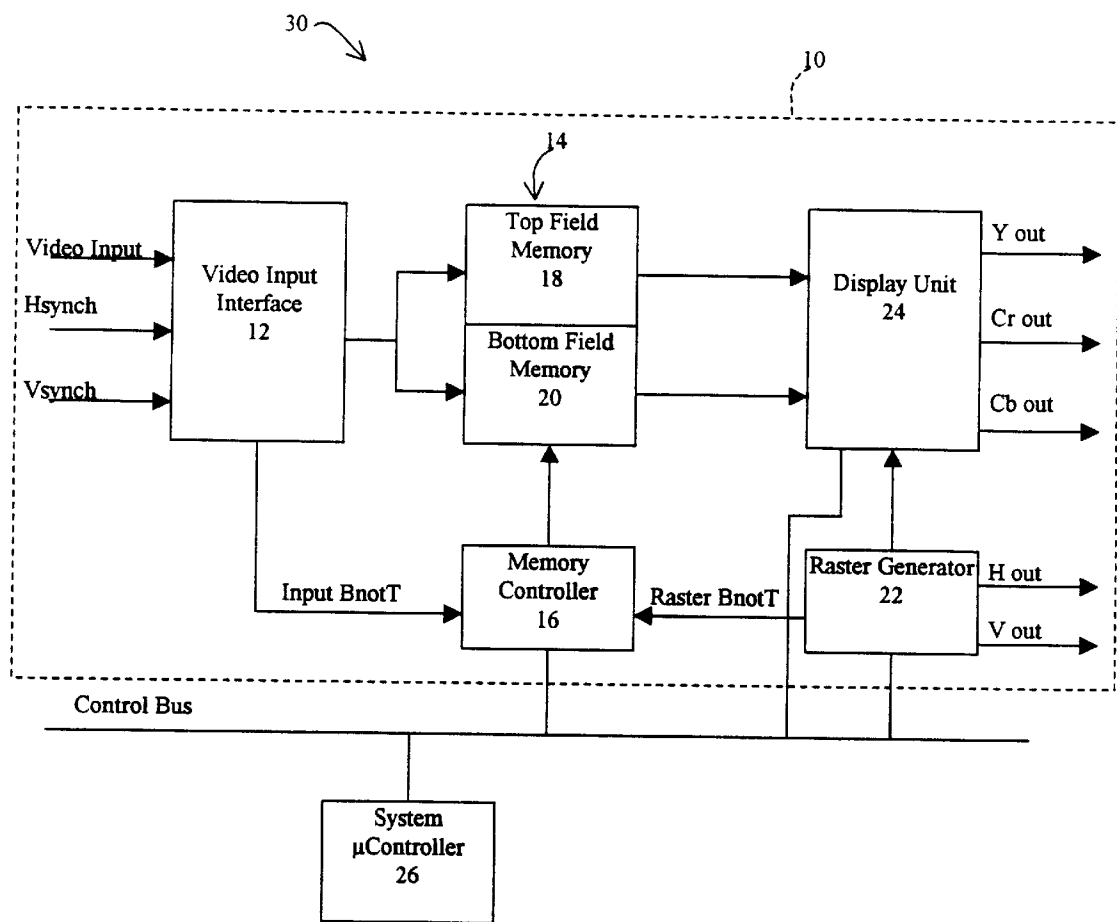 30
10
14
Video Input
Hsynch
Vsynch
Video Input
Interface
12
Top Field
Memory
18
Bottom Field
Memory
20
Display Unit
24
Y out
Cr out
Cb out
Input BnotT
Memory
Controller
16
Raster BnotT
Raster Generator
22
H out
V out
Control Bus
System
µController
26